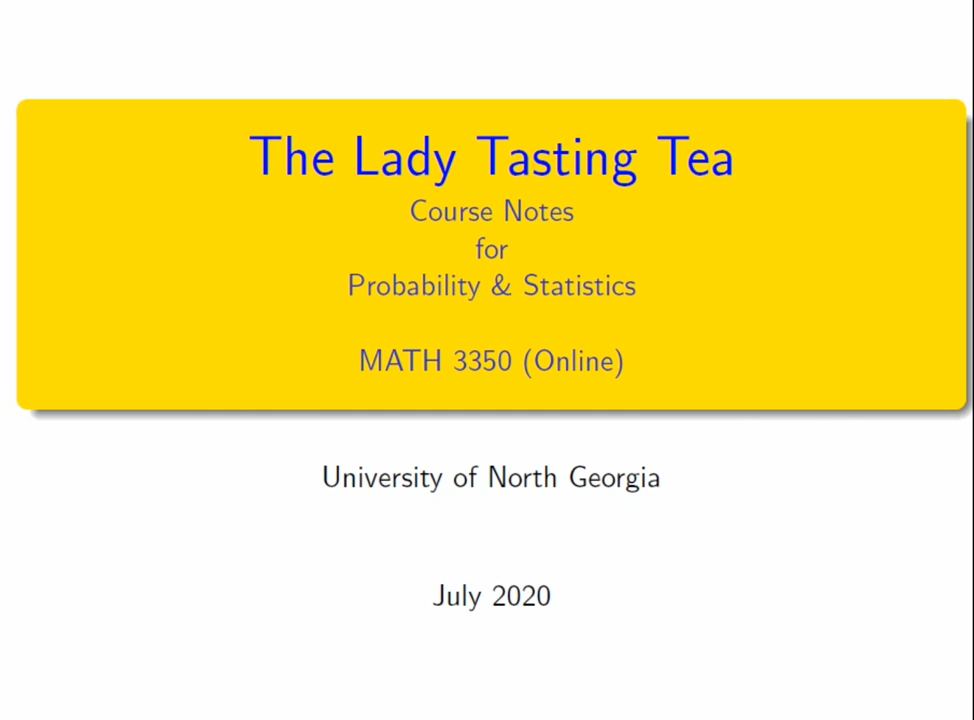 The Lady Tasting Tea
Course Notes
for
Probability & Statistics
MATH 3350 (Online)
University of North Georgia
July 2020